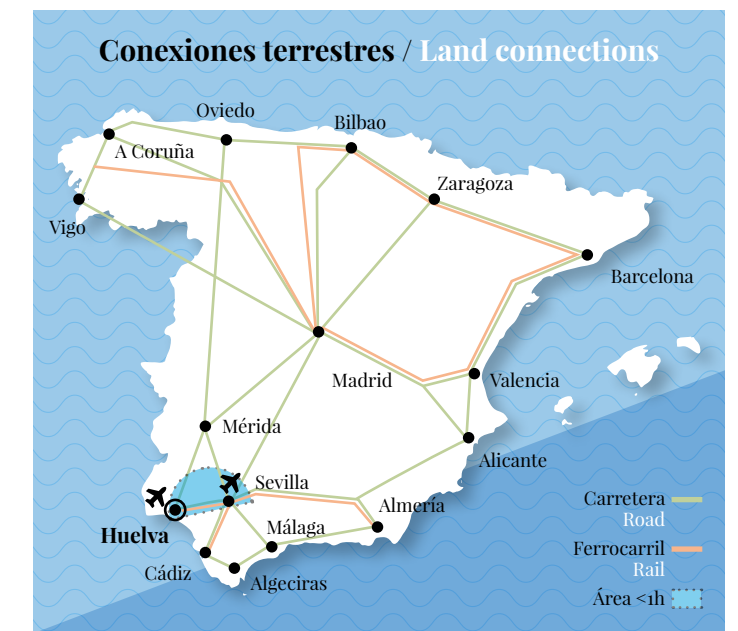 Conexiones terrestres / Land connections
Oviedo
Bilbao
A Coruña
Zaragoza
Vigo
Barcelona
Madrid
Valencia
Mérida
Alicante
Sevilla
Carretera
Road
Almería
Málaga
Huelva
Ferrocarril
Rail
Cádiz
Algeciras
Área <1h